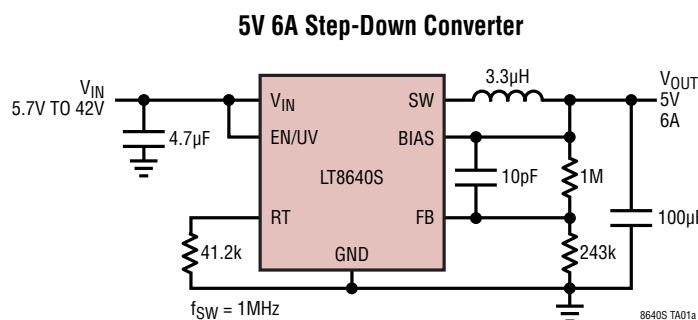 5V 6A Step-Down Converter
VIN
5.7V TO 42V
4.7µF
VIN
EN/UV
RT
LT8640S
GND
SW
BIAS
FB
3.3µH
10pF
1M
243k
VOUT
5V
6A
100µF
41.2k
fSW = 1MHz
8640S TA01a